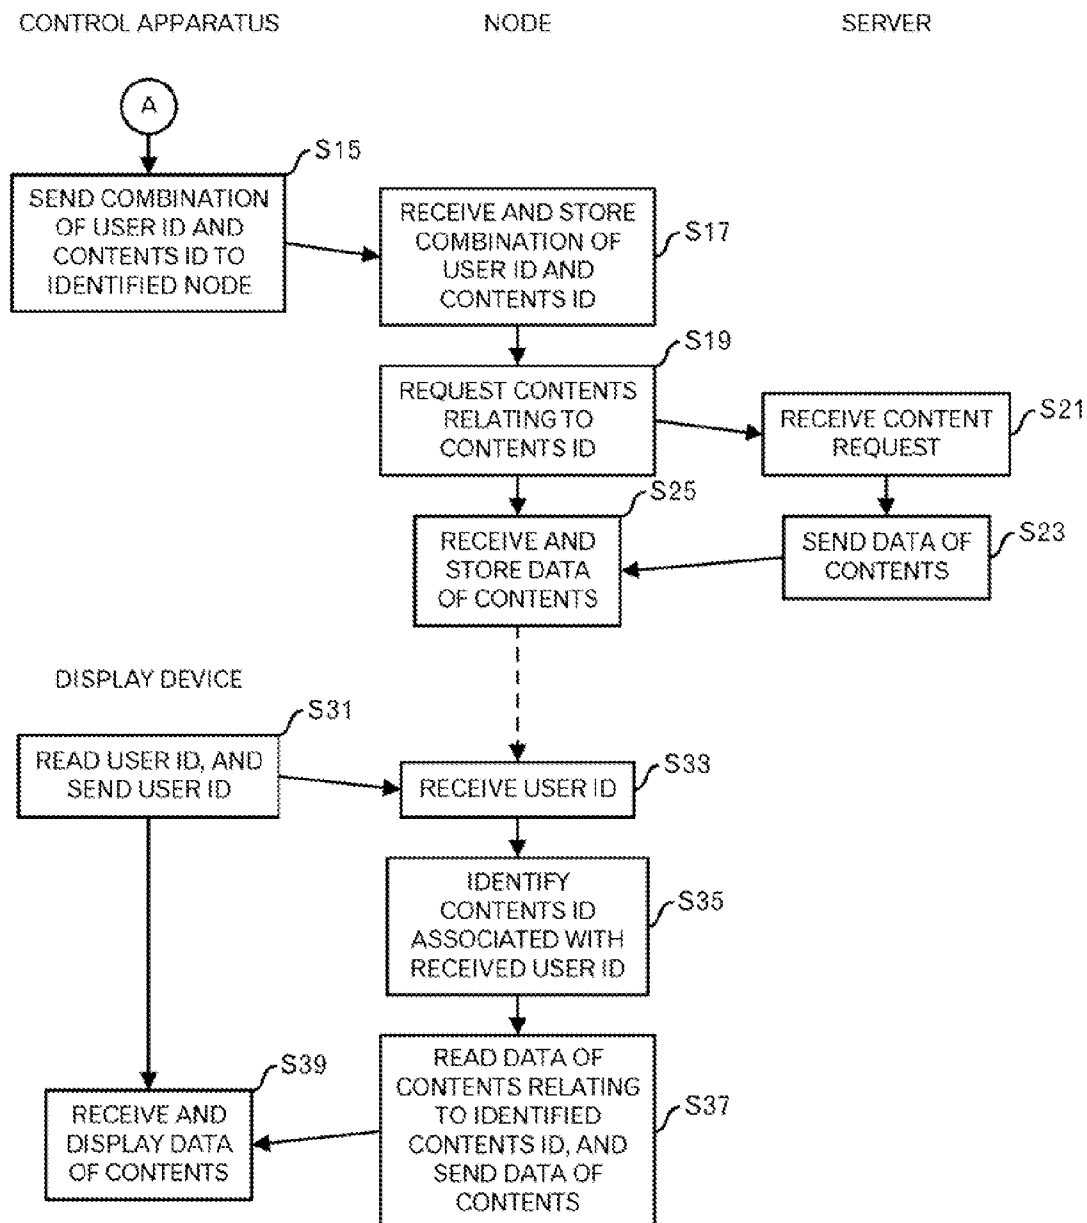 CONTROL APPARATUS
NODE
SERVER
A
S15
SEND COMBINATION
OF USER ID AND
CONTENTS ID TO
IDENTIFIED NODE
RECEIVE AND STORE
COMBINATION OF
USER ID AND
CONTENTS ID
S17
S19
REQUEST CONTENTS
RELATING TO
CONTENTS ID
S21
RECEIVE CONTENT
REQUEST
S25
RECEIVE AND
STORE DATA
OF CONTENTS
S23
SEND DATA OF
CONTENTS
DISPLAY DEVICE
S31
READ USER ID, AND
SEND USER ID
S33
RECEIVE USER ID
IDENTIFY
CONTENTS ID
ASSOCIATED WITH
RECEIVED USER ID
S35
S39
RECEIVE AND
DISPLAY DATA
OF CONTENTS
READ DATA OF
CONTENTS RELATING
TO IDENTIFIED
CONTENTS ID, AND
SEND DATA OF
CONTENTS
S37